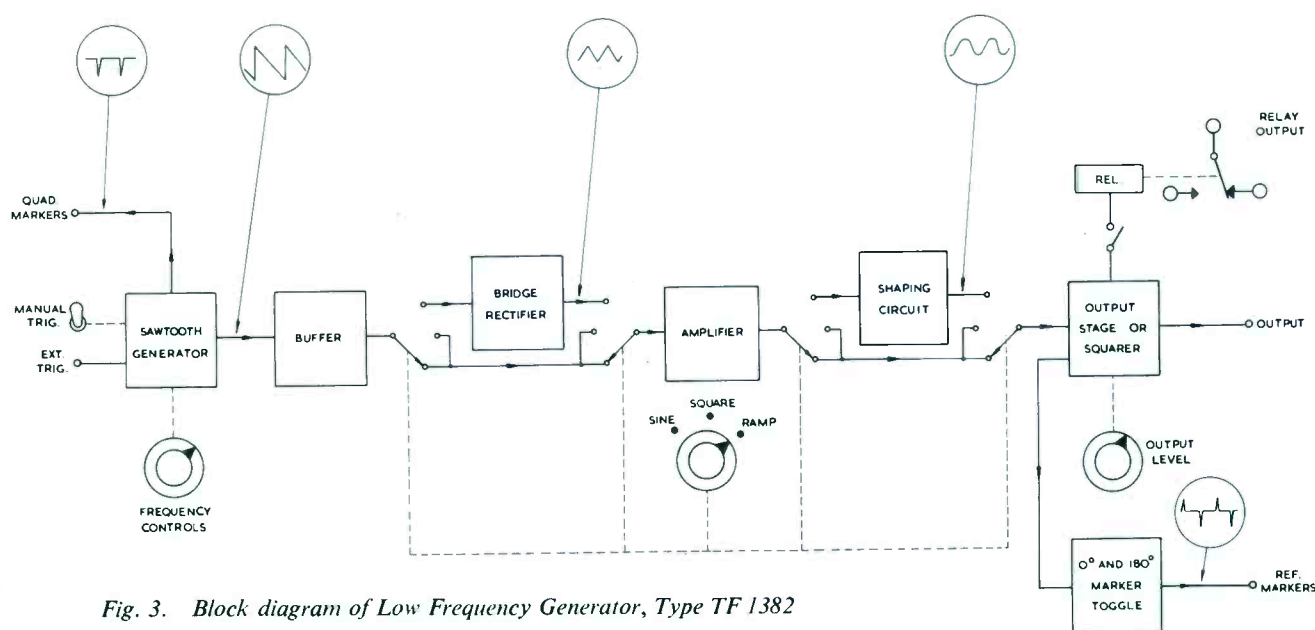 RELAY
OUTPUT
REL.
QUAD.
MARKERS
MANUAL
TRIG.
EXT.
TRIG.
SAWTOOTH
GENERATOR
BUFFER
BRIDGE
RECTIFIER
AMPLIFIER
SHAPING
CIRCUIT
OUTPUT
STAGE OR
SQUARER
OUTPUT
SINE
SQUARE
RAMP
FREQUENCY
CONTROLS
OUTPUT
LEVEL
0° AND 180°
MARKER
TOGGLE
REF.
MARKERS
Fig. 3. Block diagram of Low Frequency Generator, Type TF 1382